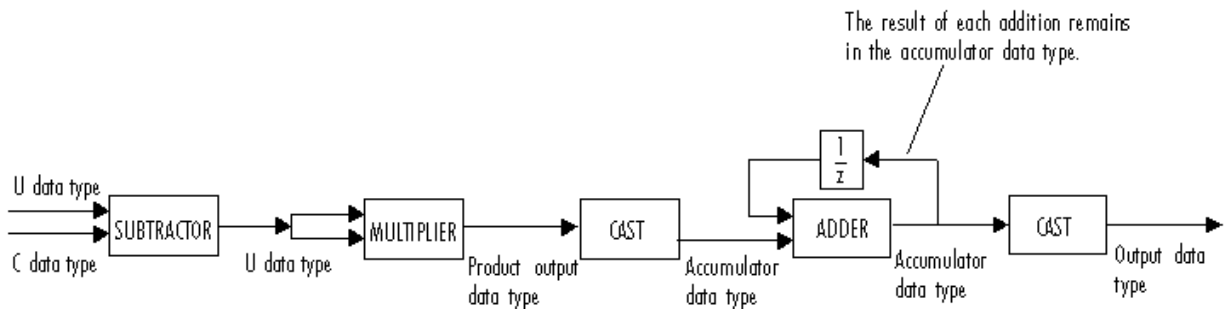 The result of each addition remains
in the accumulator data type.
1
z
U data type
SUBTRACTOR
MULTIPLIER
CAST
ADDER
CAST
C data type
U data type
Product output
data type
Accumulator
data type
Accumulator
data type
Output data
type